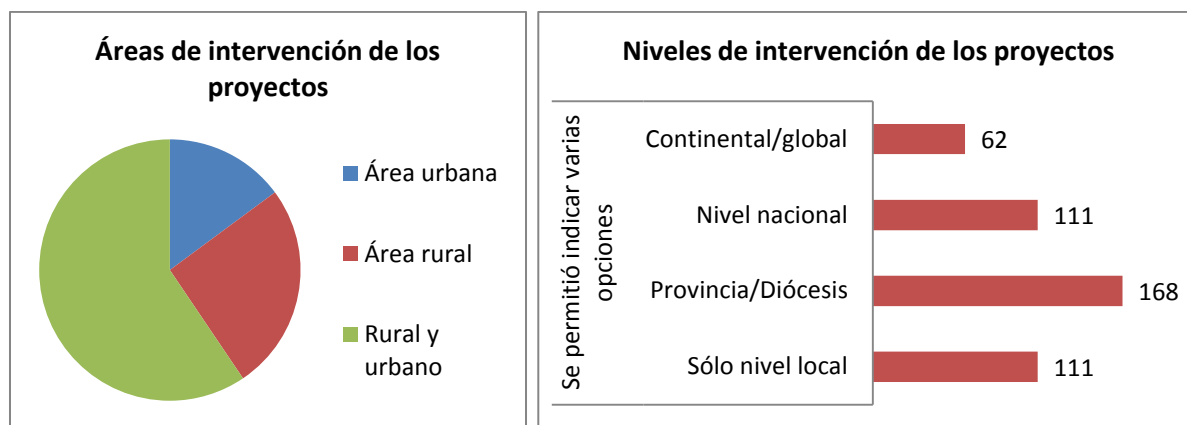 Áreas de intervención de los
proyectos
Área urbana
Área rural
Rural y
urbano
Niveles de intervención de los proyectos
Se permitió indicar varias
opciones
Continental/global
62
Nivel nacional
111
Provincia/Diócesis
168
Sólo nivel local
111